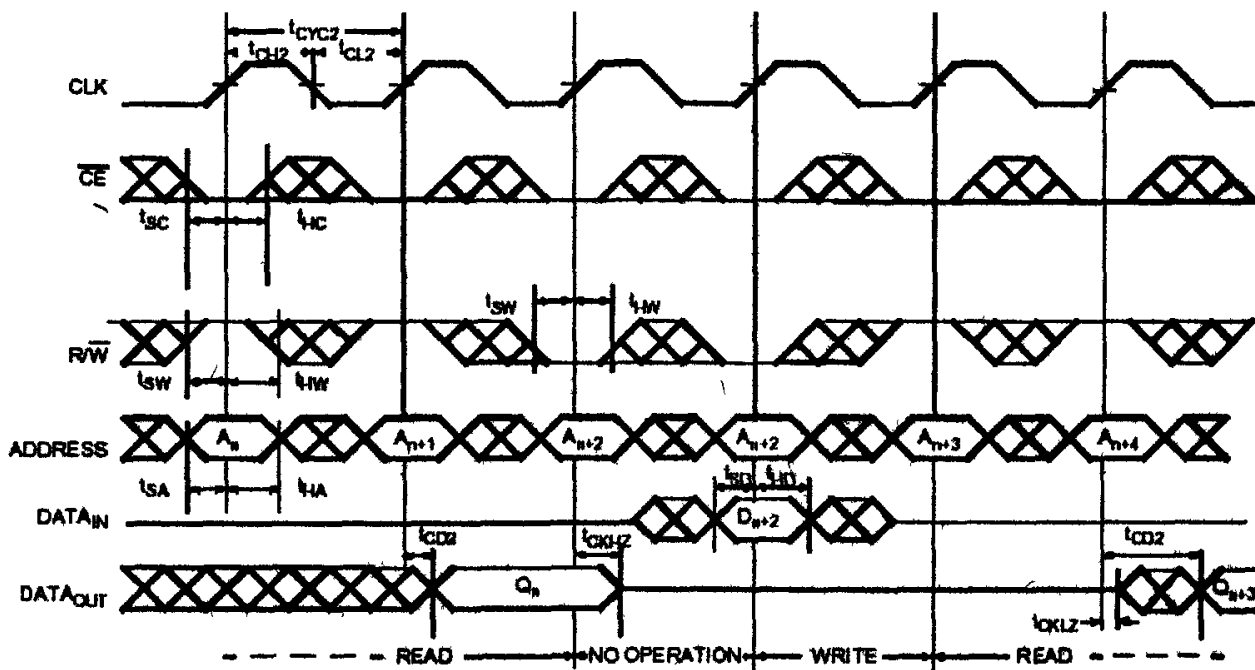 tCYC2
tCH2 tCL2
CLK
CE
tSC tHC
tSW tHW
R/W
tSW tHW
ADDRESS An An+1 An+2 An+2 An+3 An+4
tSA tHA tSD tHD
DATAIN Dn+2
tCD2 tCKHZ tCD2
DATAOUT Qn Qn+3
tCKLZ
READ NO OPERATION WRITE READ